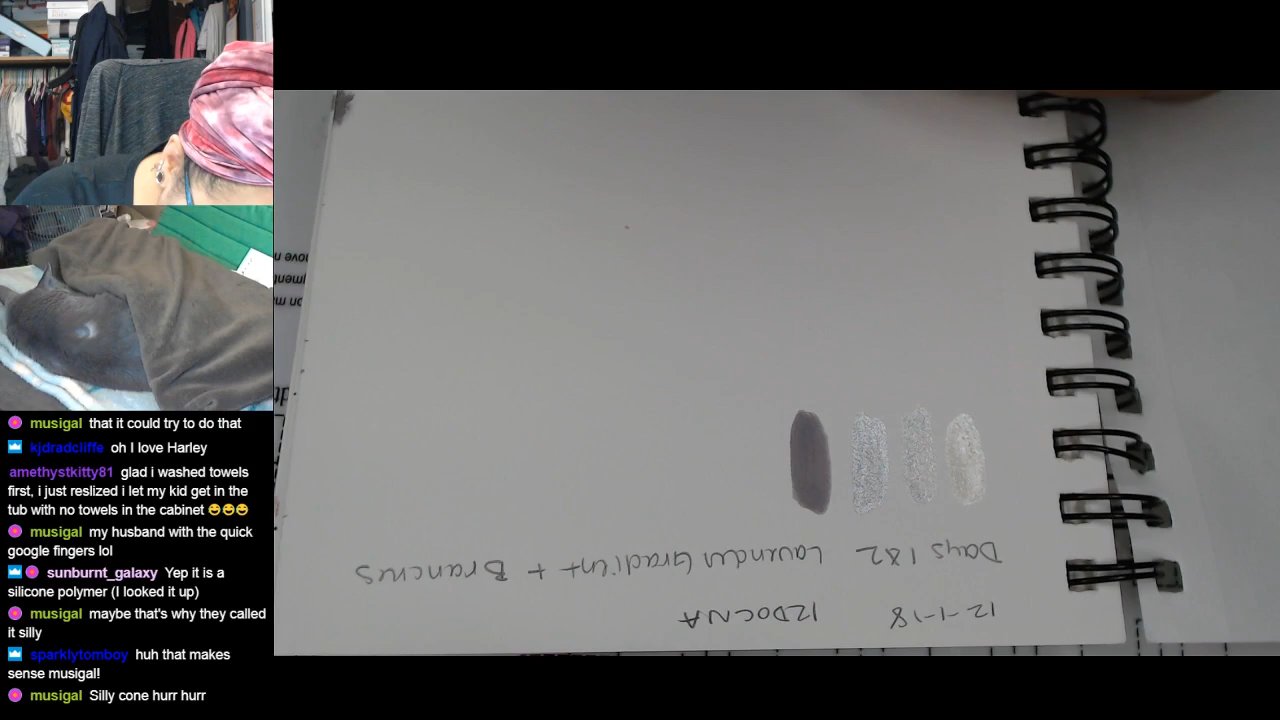 musigal that it could try to do that
kjdradcliffe oh I love Harley
amethystkitty81 glad i washed towels
first, i just reslized i let my kid get in the
tub with no towels in the cabinet 😂😂😂
musigal my husband with the quick
google fingers lol
sunburnt_galaxy Yep it is a
silicone polymer (I looked it up)
musigal maybe that's why they called
it silly
sparklytomboy huh that makes
sense musigal!
musigal Silly cone hurr hurr
12-1-18 12DOCNA
Days 1&2 Lavender Gradient + Branches